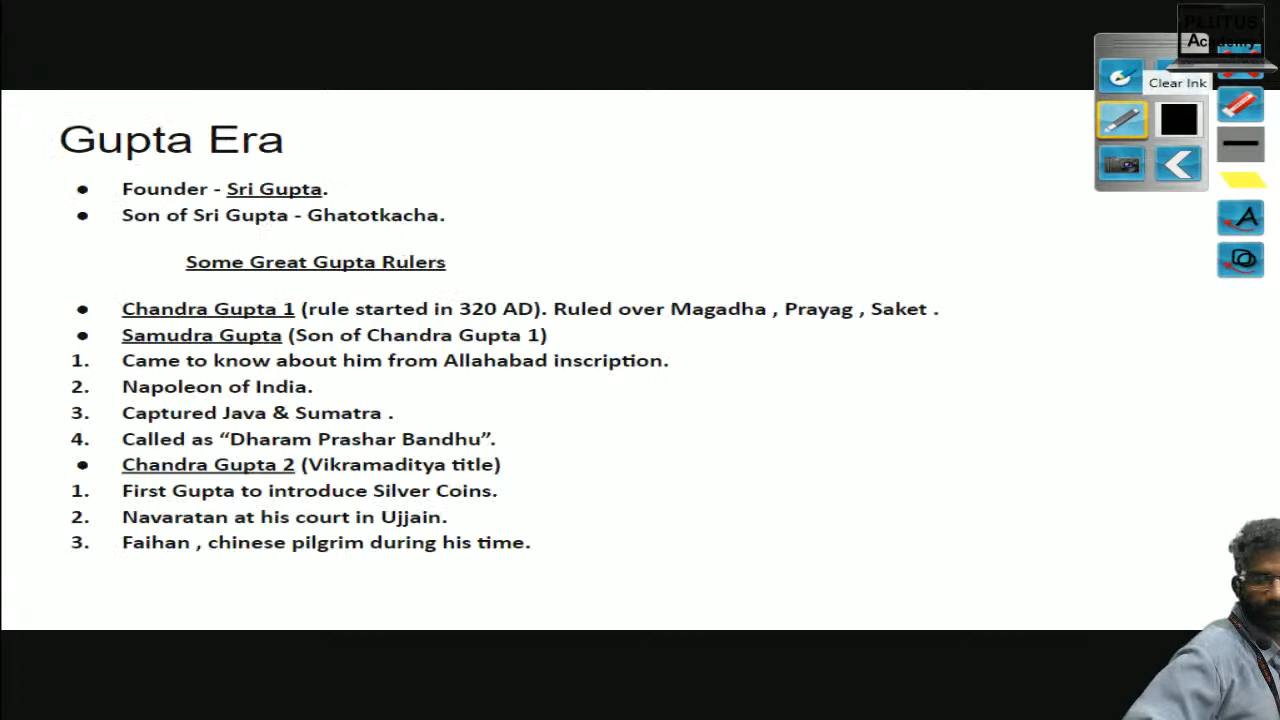 PLUTUS
Academy
Clear Ink
Gupta Era
● Founder - Sri Gupta.
● Son of Sri Gupta - Ghatotkacha.
Some Great Gupta Rulers
● Chandra Gupta 1 (rule started in 320 AD). Ruled over Magadha , Prayag , Saket .
● Samudra Gupta (Son of Chandra Gupta 1)
1. Came to know about him from Allahabad inscription.
2. Napoleon of India.
3. Captured Java & Sumatra .
4. Called as “Dharam Prashar Bandhu”.
● Chandra Gupta 2 (Vikramaditya title)
1. First Gupta to introduce Silver Coins.
2. Navaratan at his court in Ujjain.
3. Faihan , chinese pilgrim during his time.